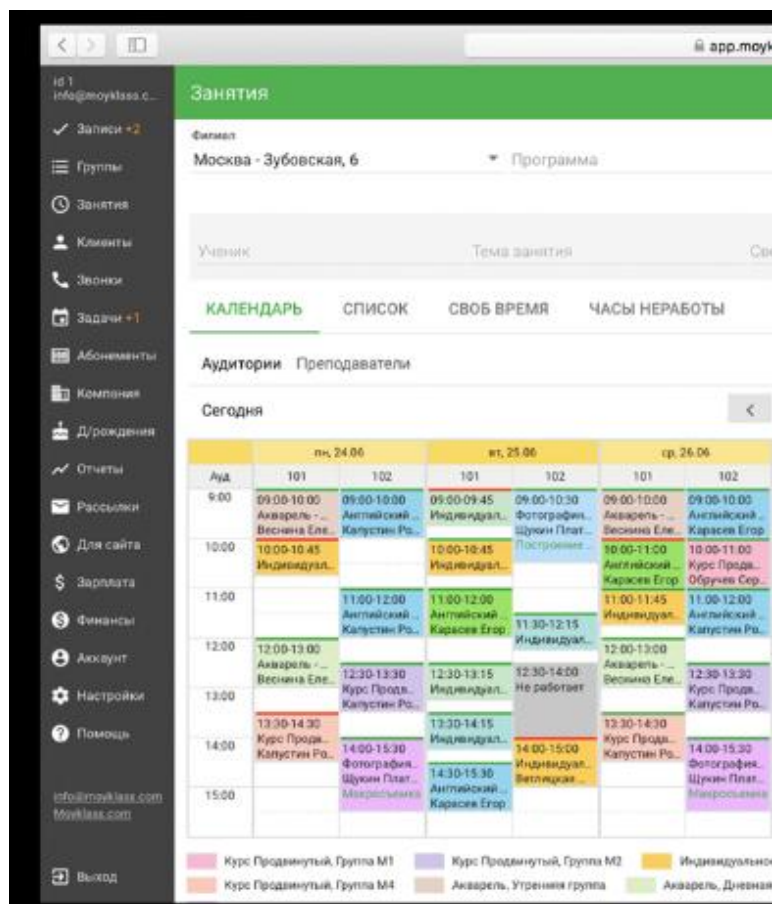 app.moyk
id 1
info@moyklass.c...
Записи +2
Группы
Занятия
Клиенты
Звонки
Задачи +1
Абонементы
Компания
Д/рождения
Отчеты
Рассылки
Для сайта
Зарплата
Финансы
Аккаунт
Настройки
Помощь
info@moyklass.com
Moyklass.com
Выход
Занятия
Филиал
Москва - Зубовская, 6 Программа
Ученик Тема занятия
КАЛЕНДАРЬ СПИСОК СВОБ ВРЕМЯ ЧАСЫ НЕРАБОТЫ
Аудитории Преподаватели
Сегодня
пн, 24.06 вт, 25.06 ср, 26.06
Ауд 101 102 101 102 101 102
9:00
10:00
11:00
12:00
13:00
14:00
15:00
09:00-10:00
Акварель - ...
Веснина Еле...
10:00-10:45
Индивидуал...
12:00-13:00
Акварель - ...
Веснина Еле...
13:30-14:30
Курс Продв...
Капустин Ро...
09:00-10:00
Английский ...
Капустин Ро...
11:00-12:00
Английский ...
Капустин Ро...
12:30-13:30
Курс Продв...
Капустин Ро...
14:00-15:30
Фотография...
Щукин Плат...
Макросъемка
09:00-09:45
Индивидуал...
10:00-10:45
Индивидуал...
11:00-12:00
Английский ...
Карасев Егор
12:30-13:15
Индивидуал...
13:30-14:15
Индивидуал...
14:30-15:30
Английский ...
Карасев Егор
09:00-10:30
Фотография...
Щукин Плат...
Построение ...
11:30-12:15
Индивидуал...
12:30-14:00
Не работает
14:00-15:00
Индивидуал...
Ветлицкая ...
09:00-10:00
Акварель - ...
Веснина Еле...
10:00-11:00
Английский ...
Карасев Егор
11:00-11:45
Индивидуал...
12:00-13:00
Акварель - ...
Веснина Еле...
13:30-14:30
Курс Продв...
Капустин Ро...
09:00-10:00
Английский ...
Карасев Егор
10:00-11:00
Курс Продв...
Обручев Сер...
11:00-12:00
Английский ...
Капустин Ро...
12:30-13:30
Курс Продв...
Капустин Ро...
14:00-15:30
Фотография...
Щукин Плат...
Макросъемка
Курс Продвинутый, Группа М1 Курс Продвинутый, Группа М2 Индивидуально
Курс Продвинутый, Группа М4 Акварель, Утренняя группа Акварель, Дневная